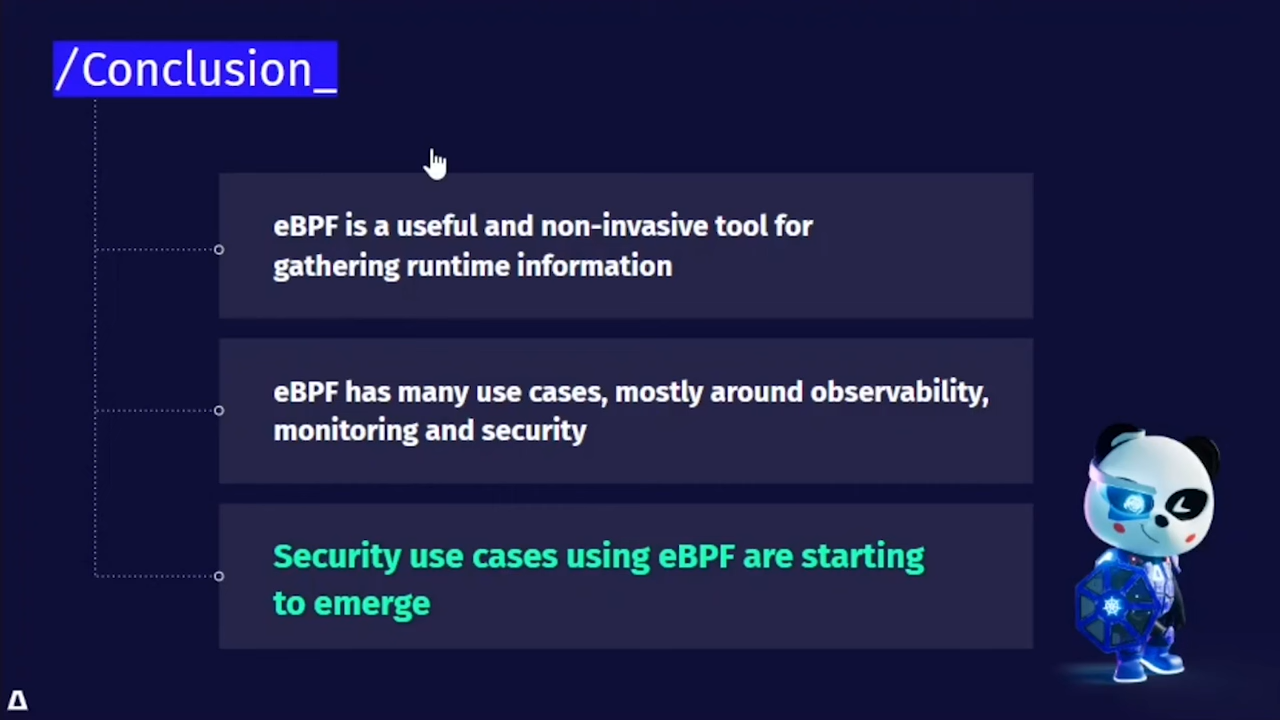 /Conclusion_
eBPF is a useful and non-invasive tool for
gathering runtime information
eBPF has many use cases, mostly around observability,
monitoring and security
Security use cases using eBPF are starting
to emerge